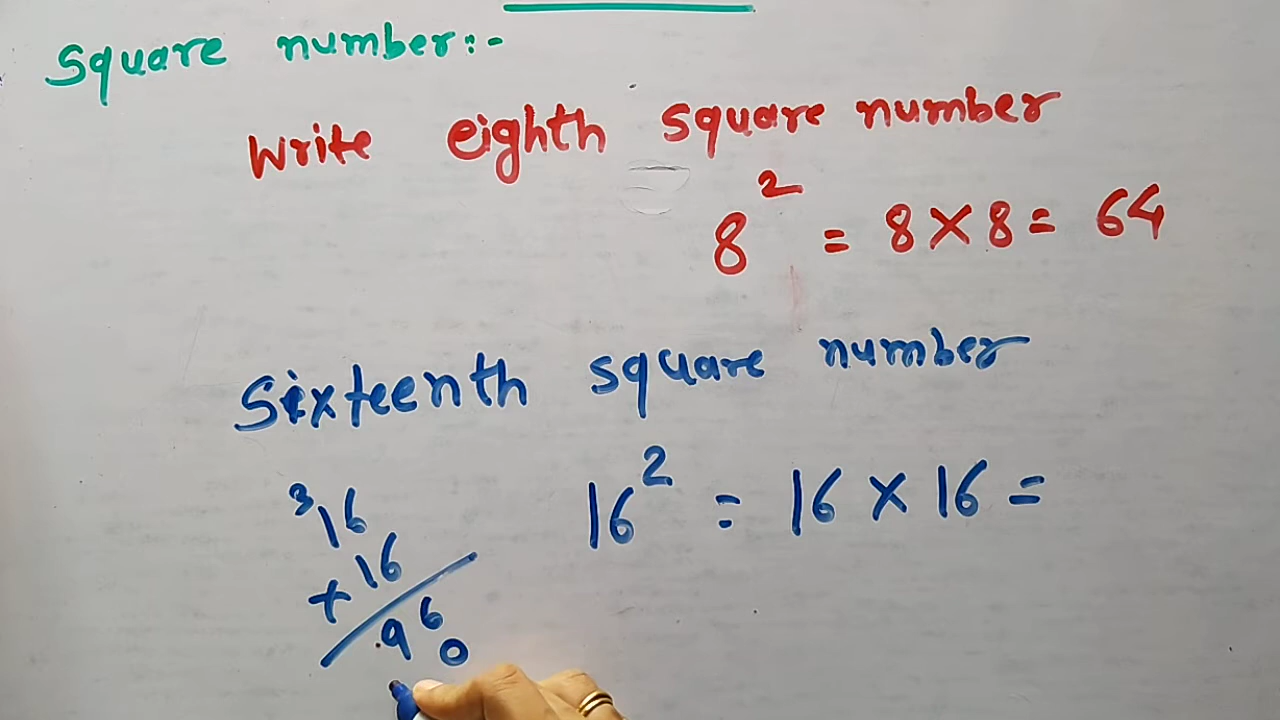 Square number:-
Write eighth square number
8² = 8×8 = 64
Sixteenth square number
16² = 16 × 16 =
³16
×16
96
0